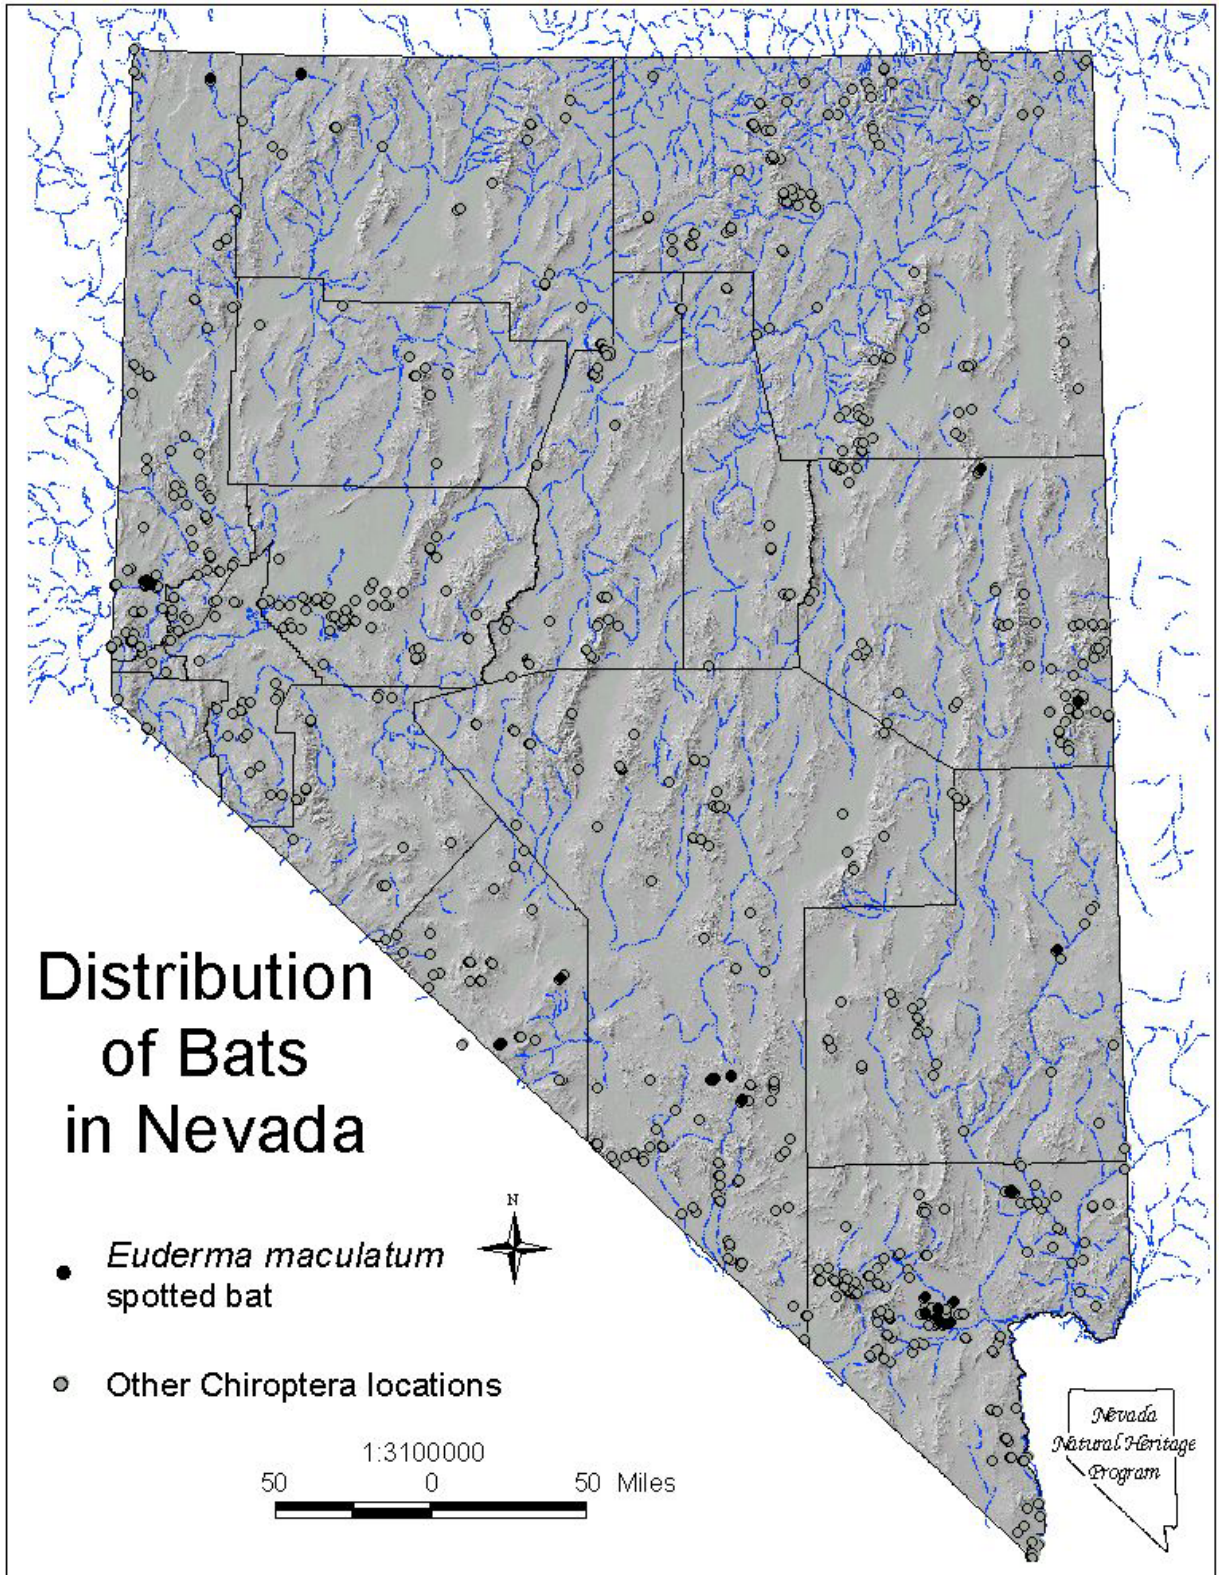 Distribution
of Bats
in Nevada
N
Euderma maculatum
spotted bat
Other Chiroptera locations
1:3100000
50 0 50 Miles
Nevada
Natural Heritage
Program